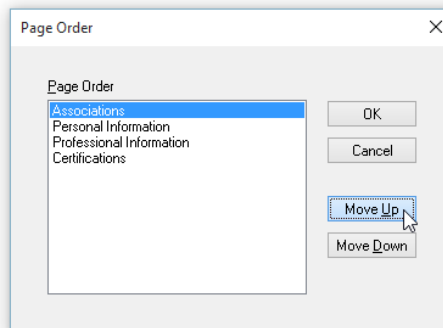 Page Order
Page Order
Associations
Personal Information
Professional Information
Certifications
OK
Cancel
Move Up
Move Down